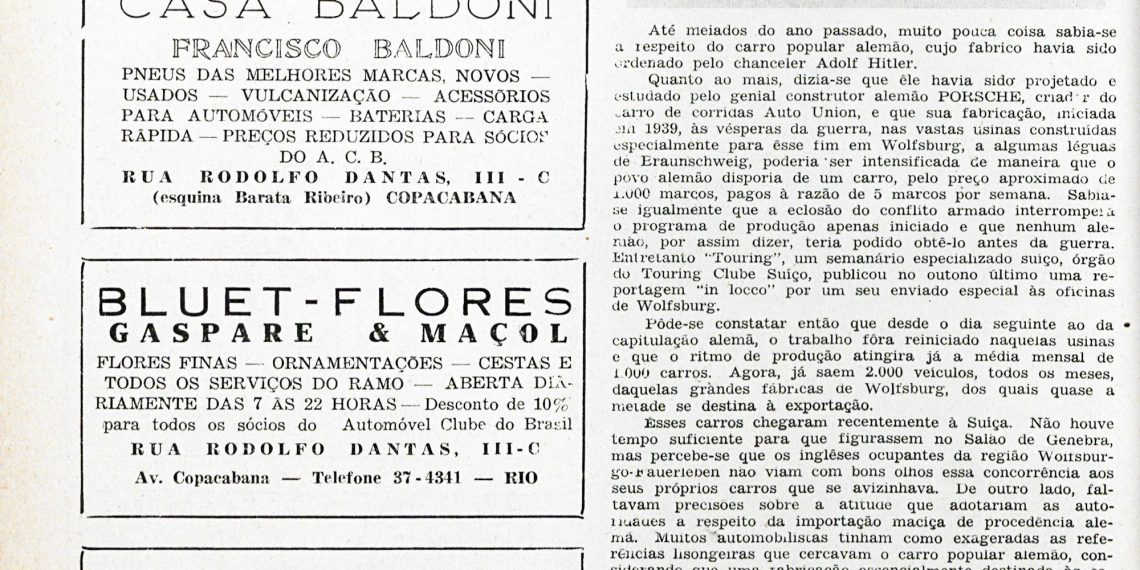 CASA BALDONI
FRANCISCO BALDONI
PNEUS DAS MELHORES MARCAS, NOVOS —
USADOS — VULCANIZAÇÃO — ACESSÓRIOS
PARA AUTOMÓVEIS — BATERIAS — CARGA
RÁPIDA — PREÇOS REDUZIDOS PARA SÓCIOS
DO A. C. B.
RUA RODOLFO DANTAS, III - C
(esquina Barata Ribeiro) COPACABANA
BLUET-FLORES
GASPARE & MAÇOL
FLORES FINAS — ORNAMENTAÇÕES — CESTAS E
TODOS OS SERVIÇOS DO RAMO — ABERTA DIÀ-
RIAMENTE DAS 7 ÀS 22 HORAS — Desconto de 10%
para todos os sócios do Automóvel Clube do Brasil
RUA RODOLFO DANTAS, III-C
Av. Copacabana — Telefone 37-4341 — RIO
Até meiados do ano passado, muito pouca coisa sabia-se
a respeito do carro popular alemão, cujo fabrico havia sido
ordenado pelo chanceler Adolf Hitler.
Quanto ao mais, dizia-se que êle havia sido projetado e
estudado pelo genial construtor alemão PORSCHE, criador do
carro de corridas Auto Union, e que sua fabricação, iniciada
em 1939, às vésperas da guerra, nas vastas usinas construídas
especialmente para êsse fim em Wolfsburg, a algumas léguas
de Braunschweig, poderia ser intensificada de maneira que o
povo alemão disporia de um carro, pelo preço aproximado de
1.000 marcos, pagos à razão de 5 marcos por semana. Sabia-
se igualmente que a eclosão do conflito armado interrompera
o programa de produção apenas iniciado e que nenhum ale-
mão, por assim dizer, teria podido obtê-lo antes da guerra.
Entretanto "Touring", um semanário especializado suíço, órgão
do Touring Clube Suíço, publicou no outono último uma re-
portagem "in locco" por um seu enviado especial às oficinas
de Wolfsburg.
Pôde-se constatar então que desde o dia seguinte ao da
capitulação alemã, o trabalho fôra reiniciado naquelas usinas
e que o ritmo de produção atingira já a média mensal de
1.000 carros. Agora, já saem 2.000 veículos, todos os meses,
daquelas grandes fábricas de Wolfsburg, dos quais quase a
metade se destina à exportação.
Esses carros chegaram recentemente à Suíça. Não houve
tempo suficiente para que figurassem no Salão de Genebra,
mas percebe-se que os inglêses ocupantes da região Wolfsbur-
go-Fauerleben não viam com bons olhos essa concorrência aos
seus próprios carros que se avizinhava. De outro lado, fal-
tavam precisões sôbre a atitude que adotariam as auto-
ridades a respeito da importação maciça de procedência ale-
mã. Muitos automobilistas tinham como exageradas as refe-
rências lisongeiras que cercavam o carro popular alemão, con-
siderando que uma fabricação essencialmente destinada às